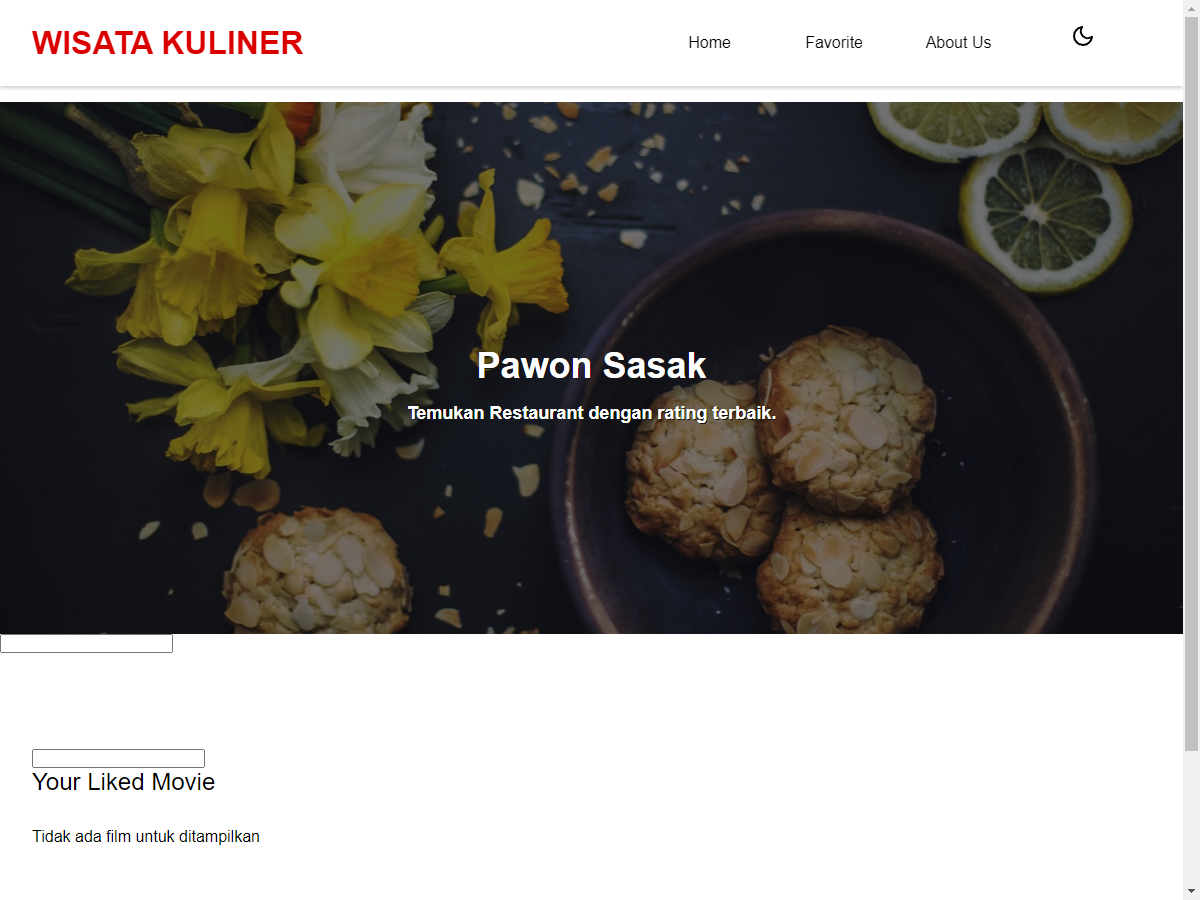 WISATA KULINER
Home
Favorite
About Us
Pawon Sasak
Temukan Restaurant dengan rating terbaik.
Your Liked Movie
Tidak ada film untuk ditampilkan